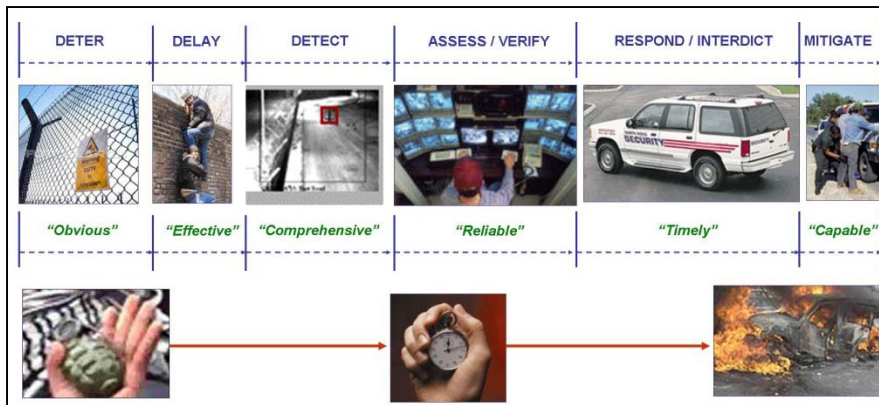 DETER
DELAY
DETECT
ASSESS / VERIFY
RESPOND / INTERDICT
MITIGATE
SECURITY
“Obvious”
“Effective”
“Comprehensive”
“Reliable”
“Timely”
“Capable”